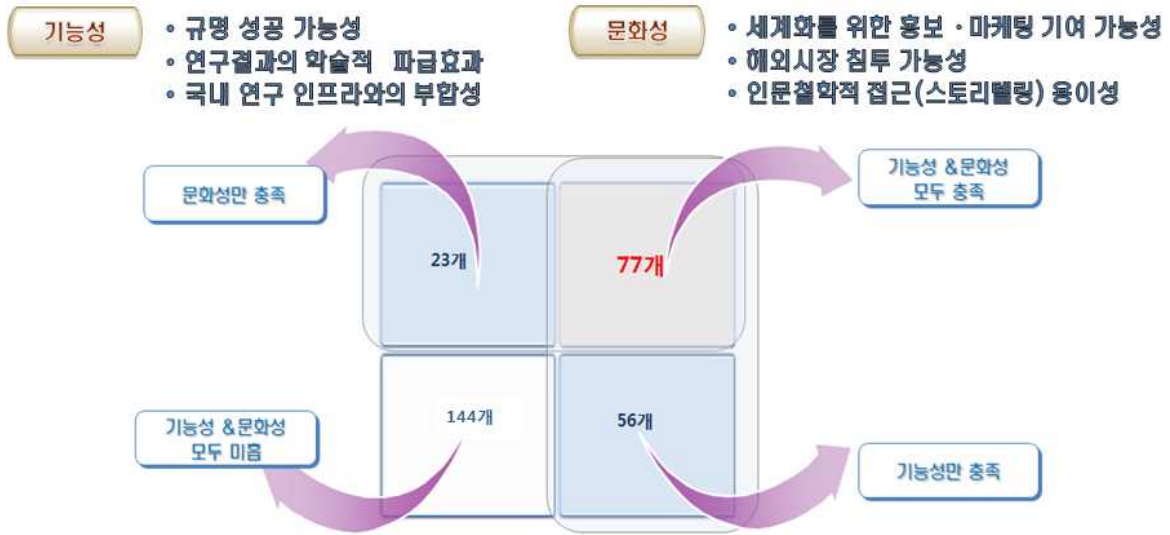 기능성
• 규명 성공 가능성
• 연구결과의 학술적 파급효과
• 국내 연구 인프라와의 부합성
문화성
• 세계화를 위한 홍보 · 마케팅 기여 가능성
• 해외시장 침투 가능성
• 인문철학적 접근(스토리텔링) 용이성
문화성만 충족
기능성 &문화성
모두 충족
23개
77개
144개
56개
기능성 &문화성
모두 미흡
기능성만 충족